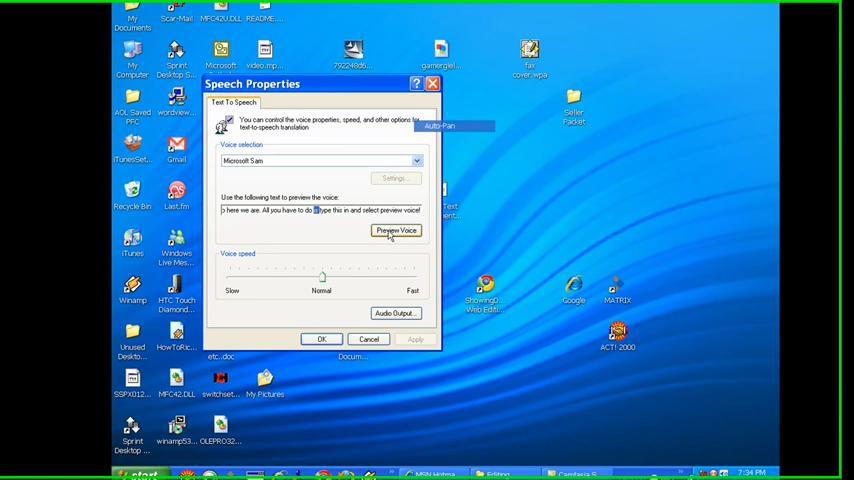 My Documents
Scar-Mail
MFC42U.DLL
README....
My Computer
Sprint Desktop S...
Microsoft Outlook
video.mp...
792248d6...
gamergiel...
fax cover.wpa
Speech Properties
AOL Saved PFC
wordview...
Text To Speech
You can control the voice properties, speed, and other options for
text-to-speech translation
Auto-Pan
Seller Packet
iTunesSet...
Gmail
Voice selection
Microsoft Sam
Settings...
Recycle Bin
Last.fm
Use the following text to preview the voice:
here we are. All you have to do is type this in and select preview voice!
Text
ment...
Preview Voice
iTunes
Windows Live Mes...
Voice speed
Slow
Normal
Fast
Winamp
HTC Touch Diamond...
ShowingD... Web Editi...
Google
MATRIX
Audio Output...
Unused Deskto...
HowToRic...
OK
Cancel
Apply
ACT! 2000
etc..doc
Docum...
SSPX012...
MFC42.DLL
switchset...
My Pictures
Sprint Desktop ...
winamp53...
OLEPRO32...
start
MSN Hotma...
Editing
Camtasia S...
7:34 PM